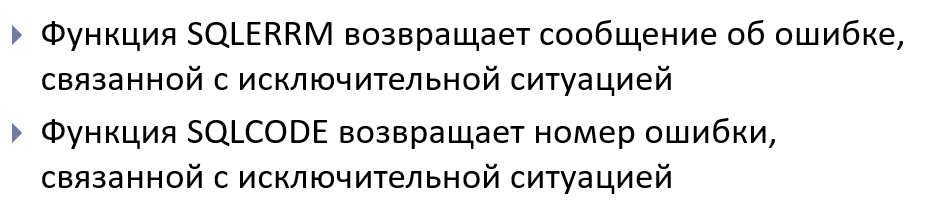 Функция SQLERRM возвращает сообщение об ошибке,
связанной с исключительной ситуацией
Функция SQLCODE возвращает номер ошибки,
связанной с исключительной ситуацией